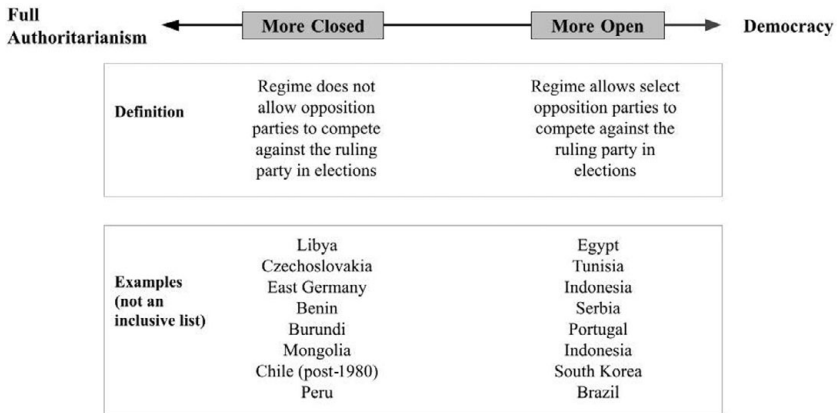 Full
Authoritarianism
More Closed
More Open
Democracy
Definition
Regime does not
allow opposition
parties to compete
against the ruling
party in elections
Regime allows select
opposition parties to
compete against the
ruling party in
elections
Examples
(not an
inclusive list)
Libya
Czechoslovakia
East Germany
Benin
Burundi
Mongolia
Chile (post-1980)
Peru
Egypt
Tunisia
Indonesia
Serbia
Portugal
Indonesia
South Korea
Brazil